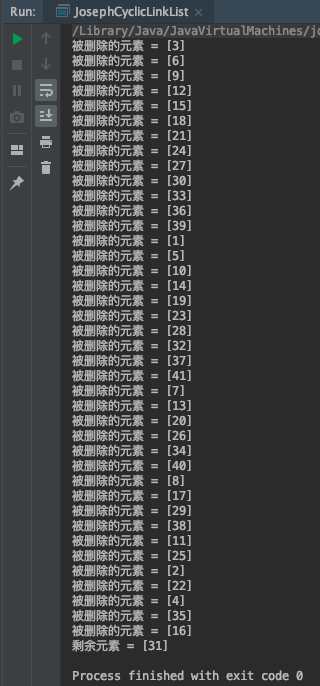 Run: JosephCyclicLinkList ×
/Library/Java/JavaVirtualMachines/j
被删除的元素 = [3]
被删除的元素 = [6]
被删除的元素 = [9]
被删除的元素 = [12]
被删除的元素 = [15]
被删除的元素 = [18]
被删除的元素 = [21]
被删除的元素 = [24]
被删除的元素 = [27]
被删除的元素 = [30]
被删除的元素 = [33]
被删除的元素 = [36]
被删除的元素 = [39]
被删除的元素 = [1]
被删除的元素 = [5]
被删除的元素 = [10]
被删除的元素 = [14]
被删除的元素 = [19]
被删除的元素 = [23]
被删除的元素 = [28]
被删除的元素 = [32]
被删除的元素 = [37]
被删除的元素 = [41]
被删除的元素 = [7]
被删除的元素 = [13]
被删除的元素 = [20]
被删除的元素 = [26]
被删除的元素 = [34]
被删除的元素 = [40]
被删除的元素 = [8]
被删除的元素 = [17]
被删除的元素 = [29]
被删除的元素 = [38]
被删除的元素 = [11]
被删除的元素 = [25]
被删除的元素 = [2]
被删除的元素 = [22]
被删除的元素 = [4]
被删除的元素 = [35]
被删除的元素 = [16]
剩余元素 = [31]
Process finished with exit code 0